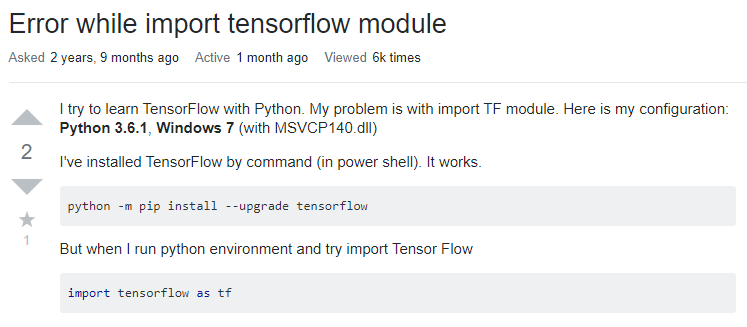 Error while import tensorflow module
Asked 2 years, 9 months ago Active 1 month ago Viewed 6k times
I try to learn TensorFlow with Python. My problem is with import TF module. Here is my configuration:
Python 3.6.1, Windows 7 (with MSVCP140.dll)
2
I've installed TensorFlow by command (in power shell). It works.
python -m pip install --upgrade tensorflow
1
But when I run python environment and try import Tensor Flow
import tensorflow as tf